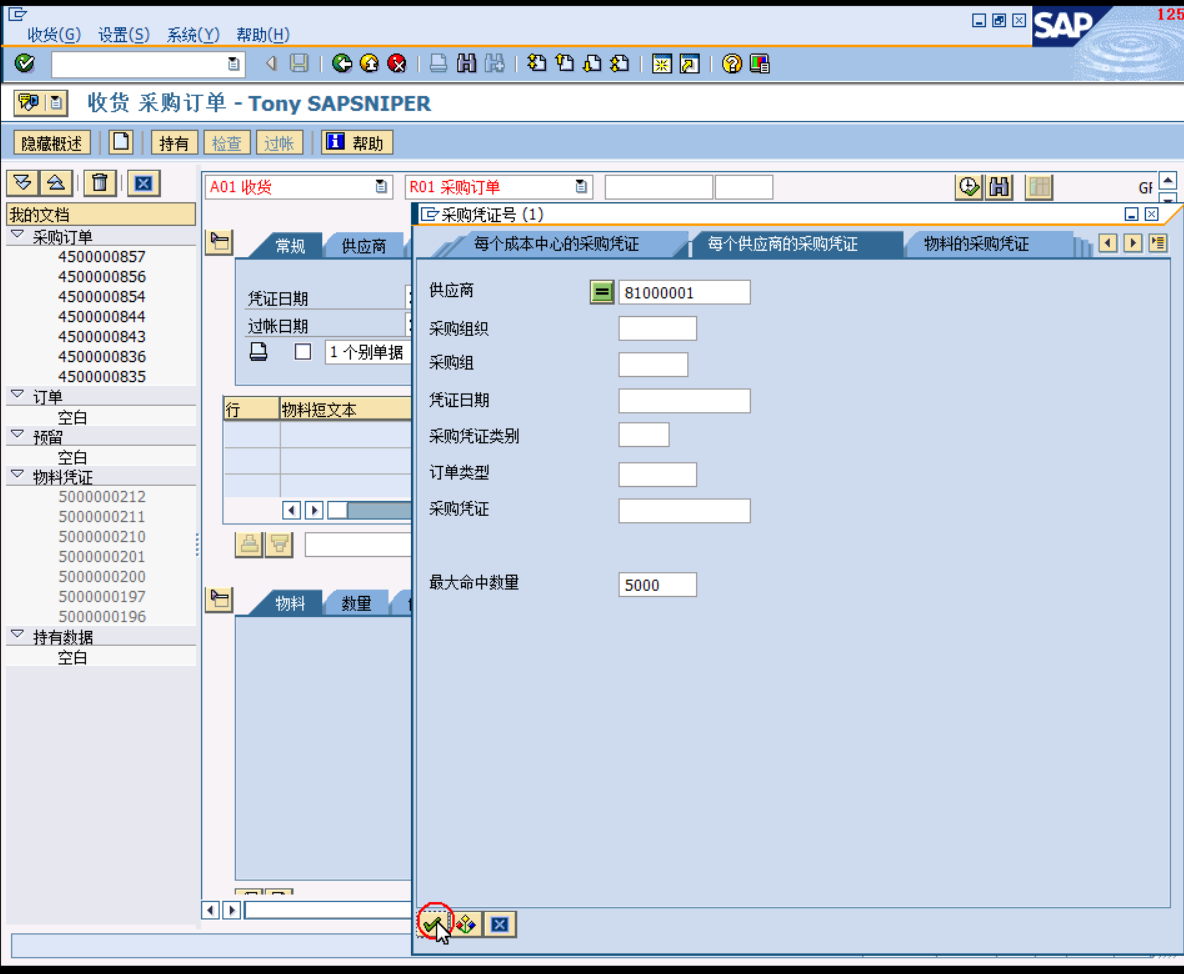 125
收货(G) 设置(S) 系统(Y) 帮助(H)
SAP
收货 采购订单 - Tony SAPSNIPER
隐藏概述 持有 检查 过帐 帮助
A01 收货 R01 采购订单
我的文档
采购订单
4500000857
4500000856
4500000854
4500000844
4500000843
4500000836
4500000835
订单
空白
预留
空白
物料凭证
5000000212
5000000211
5000000210
5000000201
5000000200
5000000197
5000000196
持有数据
空白
常规 供应商
凭证日期
过帐日期
1 个别单据
行 物料短文本
物料 数量
采购凭证号 (1)
每个成本中心的采购凭证 每个供应商的采购凭证 物料的采购凭证
供应商 81000001
采购组织
采购组
凭证日期
采购凭证类别
订单类型
采购凭证
最大命中数量 5000